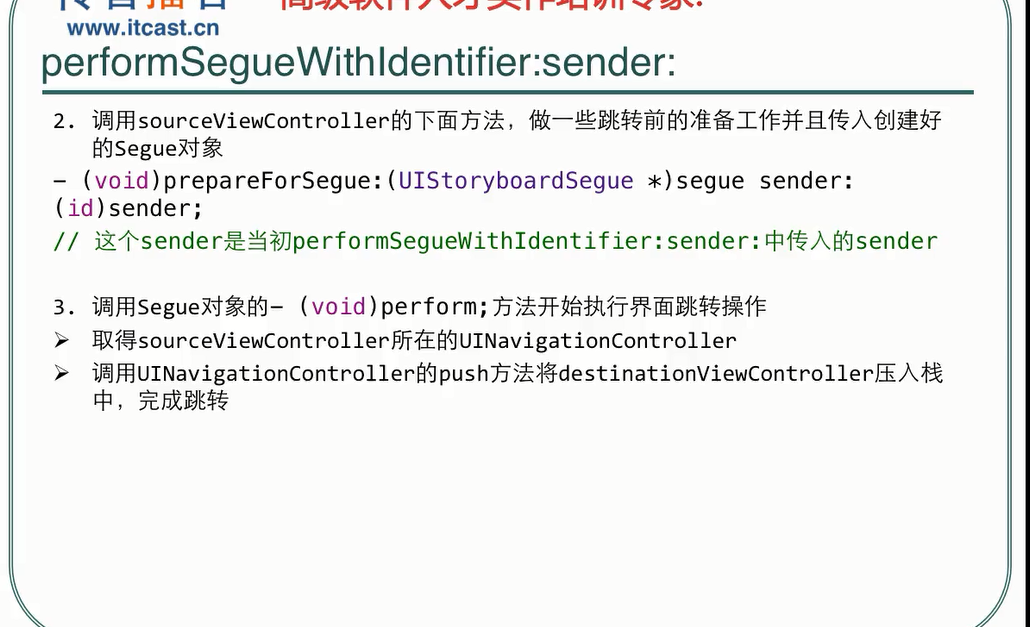 www.itcast.cn
performSegueWithIdentifier:sender:
2. 调用sourceViewController的下面方法，做一些跳转前的准备工作并且传入创建好
的Segue对象
– (void)prepareForSegue:(UIStoryboardSegue *)segue sender:
(id)sender;
// 这个sender是当初performSegueWithIdentifier:sender:中传入的sender
3. 调用Segue对象的– (void)perform;方法开始执行界面跳转操作
➢ 取得sourceViewController所在的UINavigationController
➢ 调用UINavigationController的push方法将destinationViewController压入栈
中，完成跳转